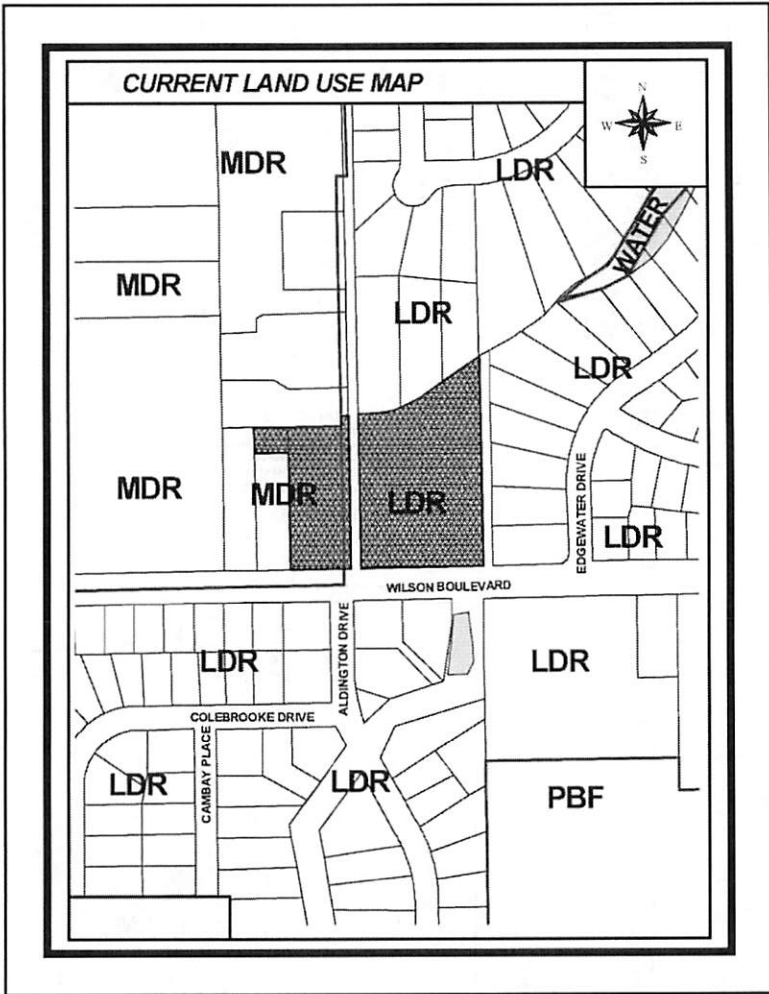 CURRENT LAND USE MAP
N
W E
S
MDR
LDR
WATER
MDR
LDR
LDR
MDR
MDR
LDR
EDGEWATER DRIVE
LDR
WILSON BOULEVARD
LDR
ALDINGTON DRIVE
LDR
COLEBROOKE DRIVE
CAMBAY PLACE
LDR
LDR
PBF